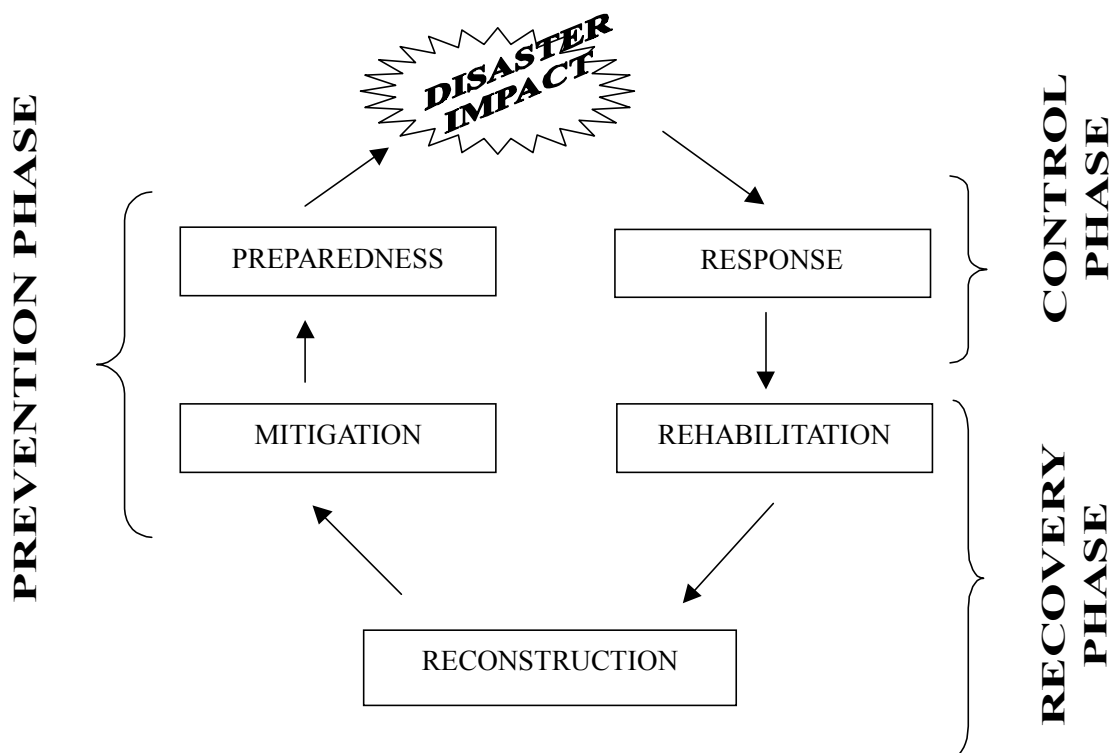 DISASTER
IMPACT
PREVENTION PHASE
CONTROL
PHASE
PREPAREDNESS
RESPONSE
MITIGATION
REHABILITATION
RECOVERY
PHASE
RECONSTRUCTION